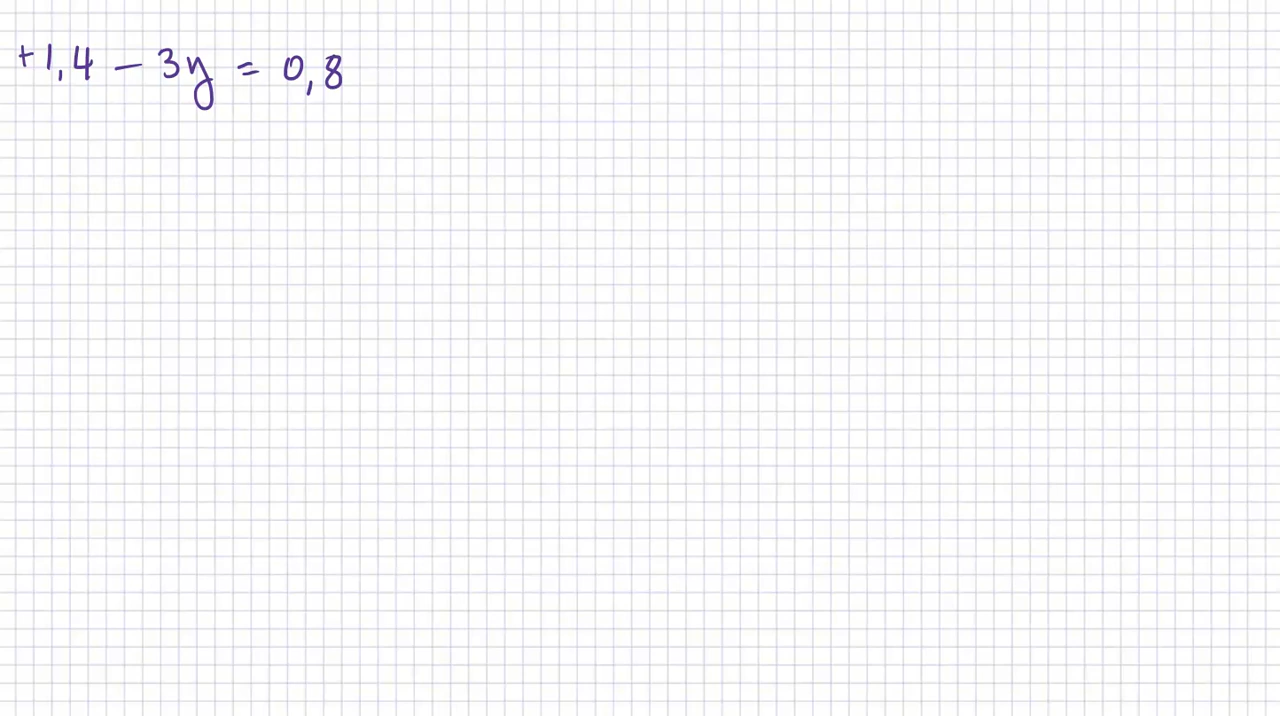 +1,4 − 3y = 0,8